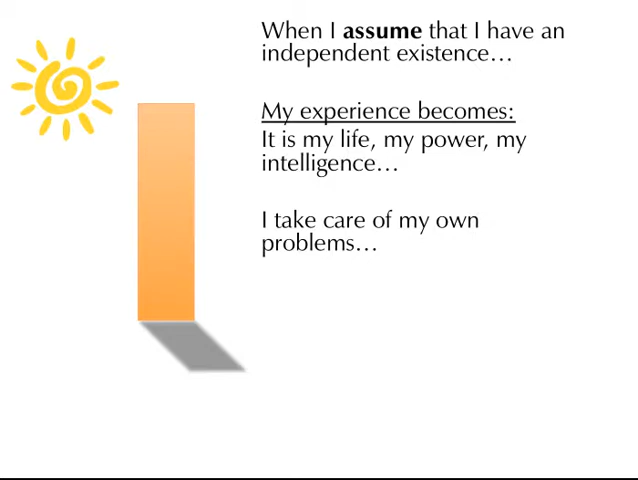 When I assume that I have an
independent existence…
My experience becomes:
It is my life, my power, my
intelligence…
I take care of my own
problems…